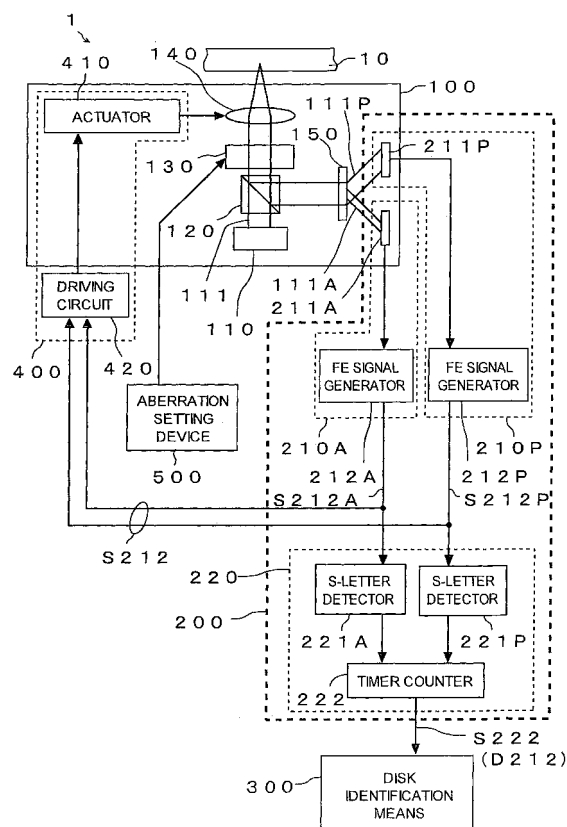 1
410
140
10
ACTUATOR
100
111P
150
211P
130
120
111
110
111A
211A
DRIVING
CIRCUIT
420
400
FE SIGNAL
GENERATOR
FE SIGNAL
GENERATOR
ABERRATION
SETTING
DEVICE
500
210A
210P
212A
212P
S212A
S212P
S212
220
S-LETTER
DETECTOR
S-LETTER
DETECTOR
200
221A
221P
TIMER COUNTER
222
S222
(D212)
300
DISK
IDENTIFICATION
MEANS